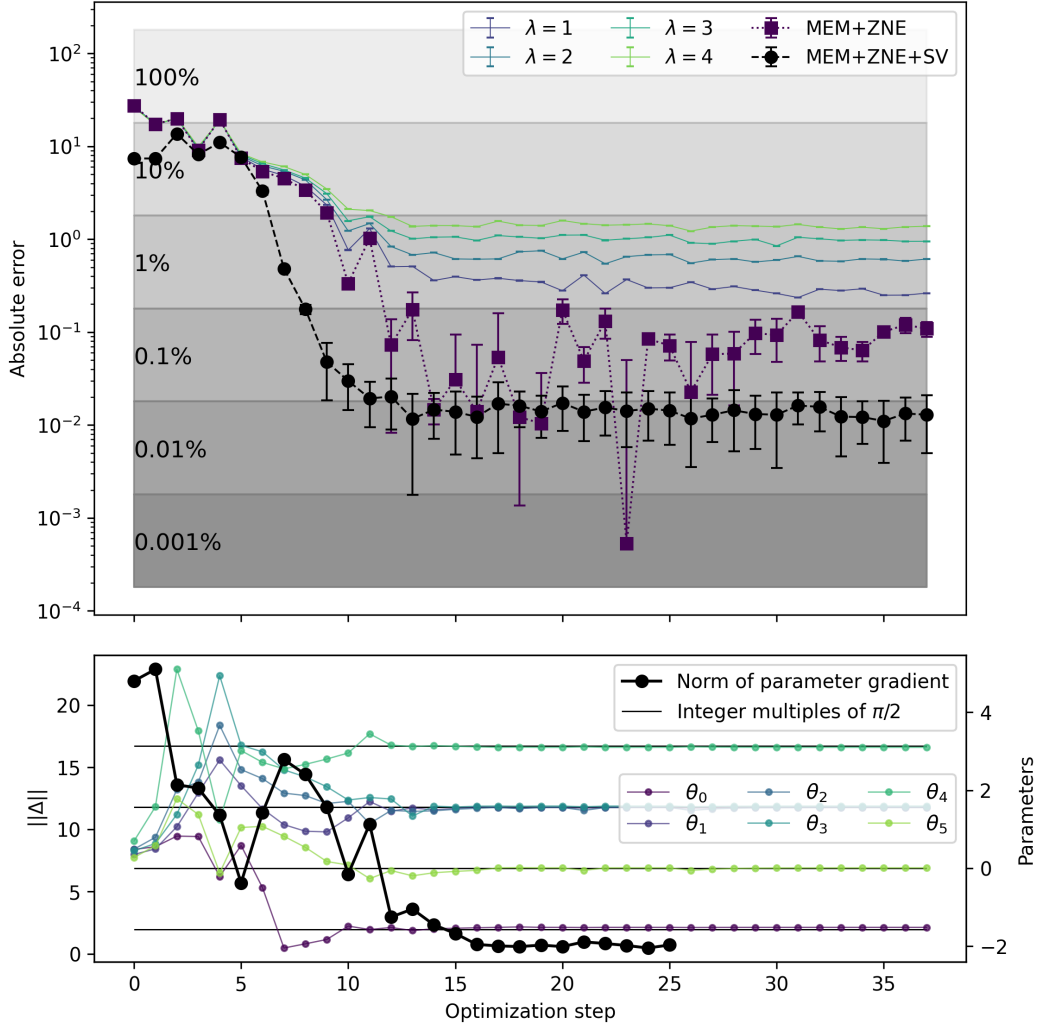 λ = 1
λ = 2
λ = 3
λ = 4
MEM+ZNE
MEM+ZNE+SV
10²
10¹
10⁰
10⁻¹
10⁻²
10⁻³
10⁻⁴
Absolute error
100%
10%
1%
0.1%
0.01%
0.001%
Norm of parameter gradient
Integer multiples of π/2
θ₀
θ₁
θ₂
θ₃
θ₄
θ₅
20
15
10
5
0
||Δ||
4
2
0
−2
Parameters
0
5
10
15
20
25
30
35
Optimization step